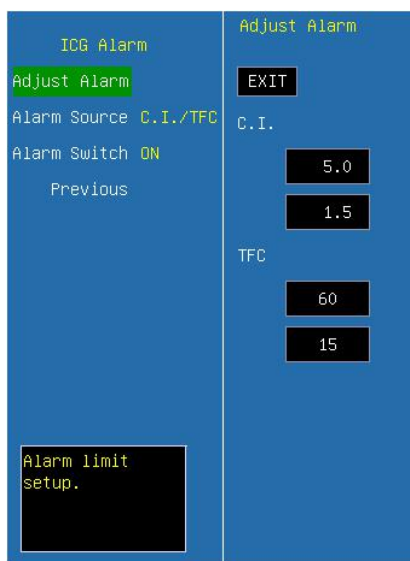 ICG Alarm
Adjust Alarm
Alarm Source C.I./TFC
Alarm Switch ON
Previous
Alarm limit
setup.
Adjust Alarm
EXIT
C.I.
5.0
1.5
TFC
60
15